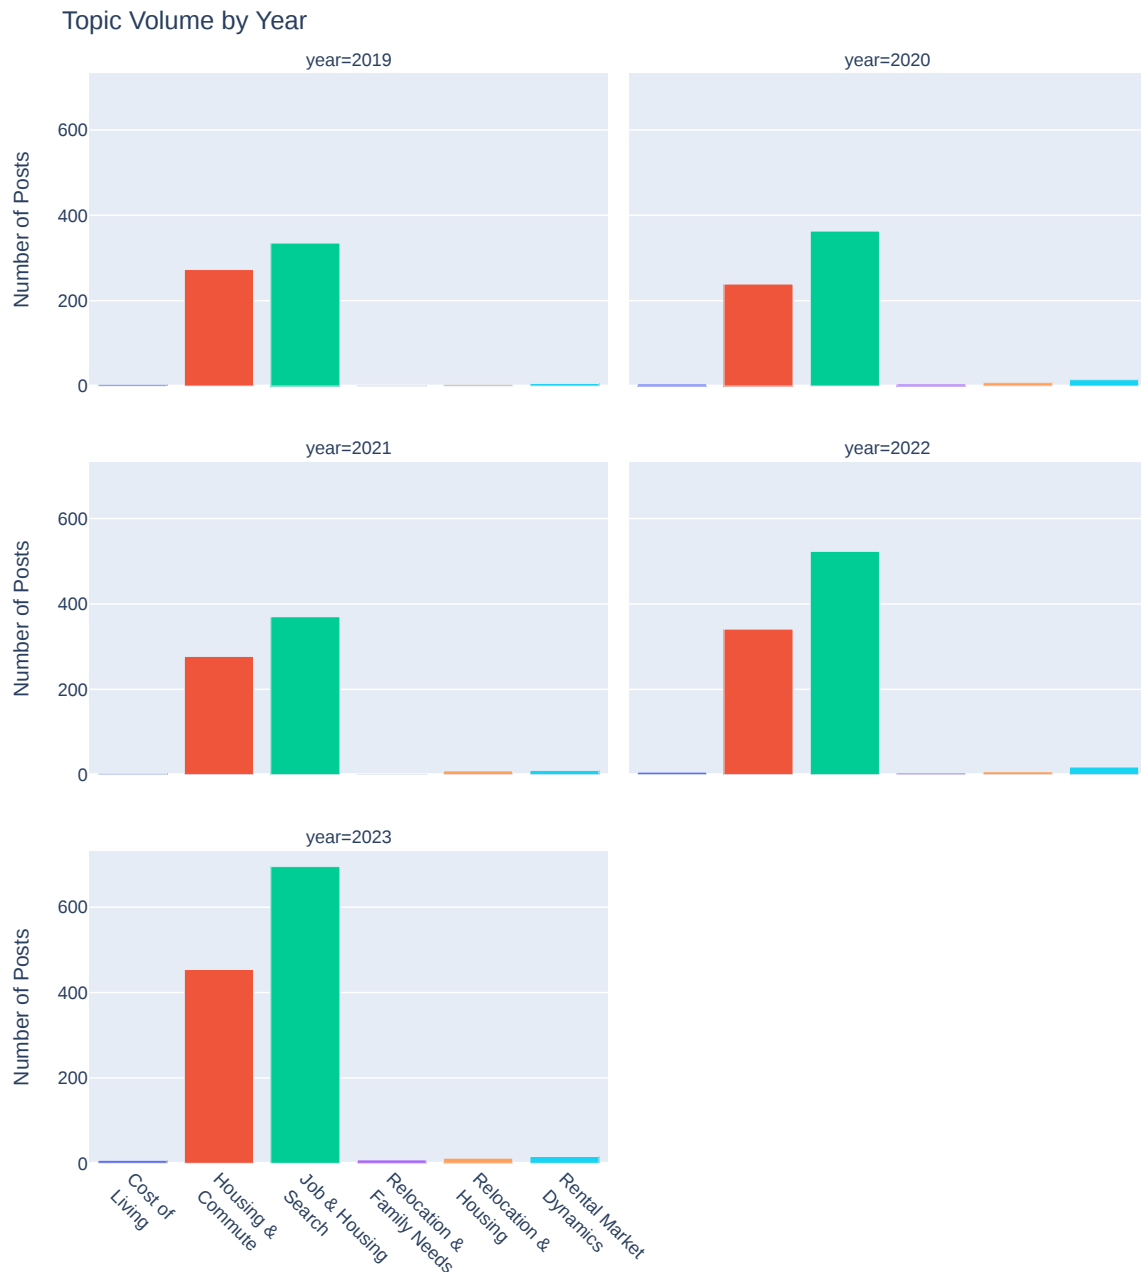 Topic Volume by Year
year=2019
year=2020
Number of Posts
600
400
200
0
year=2021
year=2022
Number of Posts
600
400
200
0
year=2023
Number of Posts
600
400
200
0
Cost of
Living
Housing &
Commute
Job & Housing
Search
Relocation &
Family Needs
Relocation &
Housing
Rental Market
Dynamics